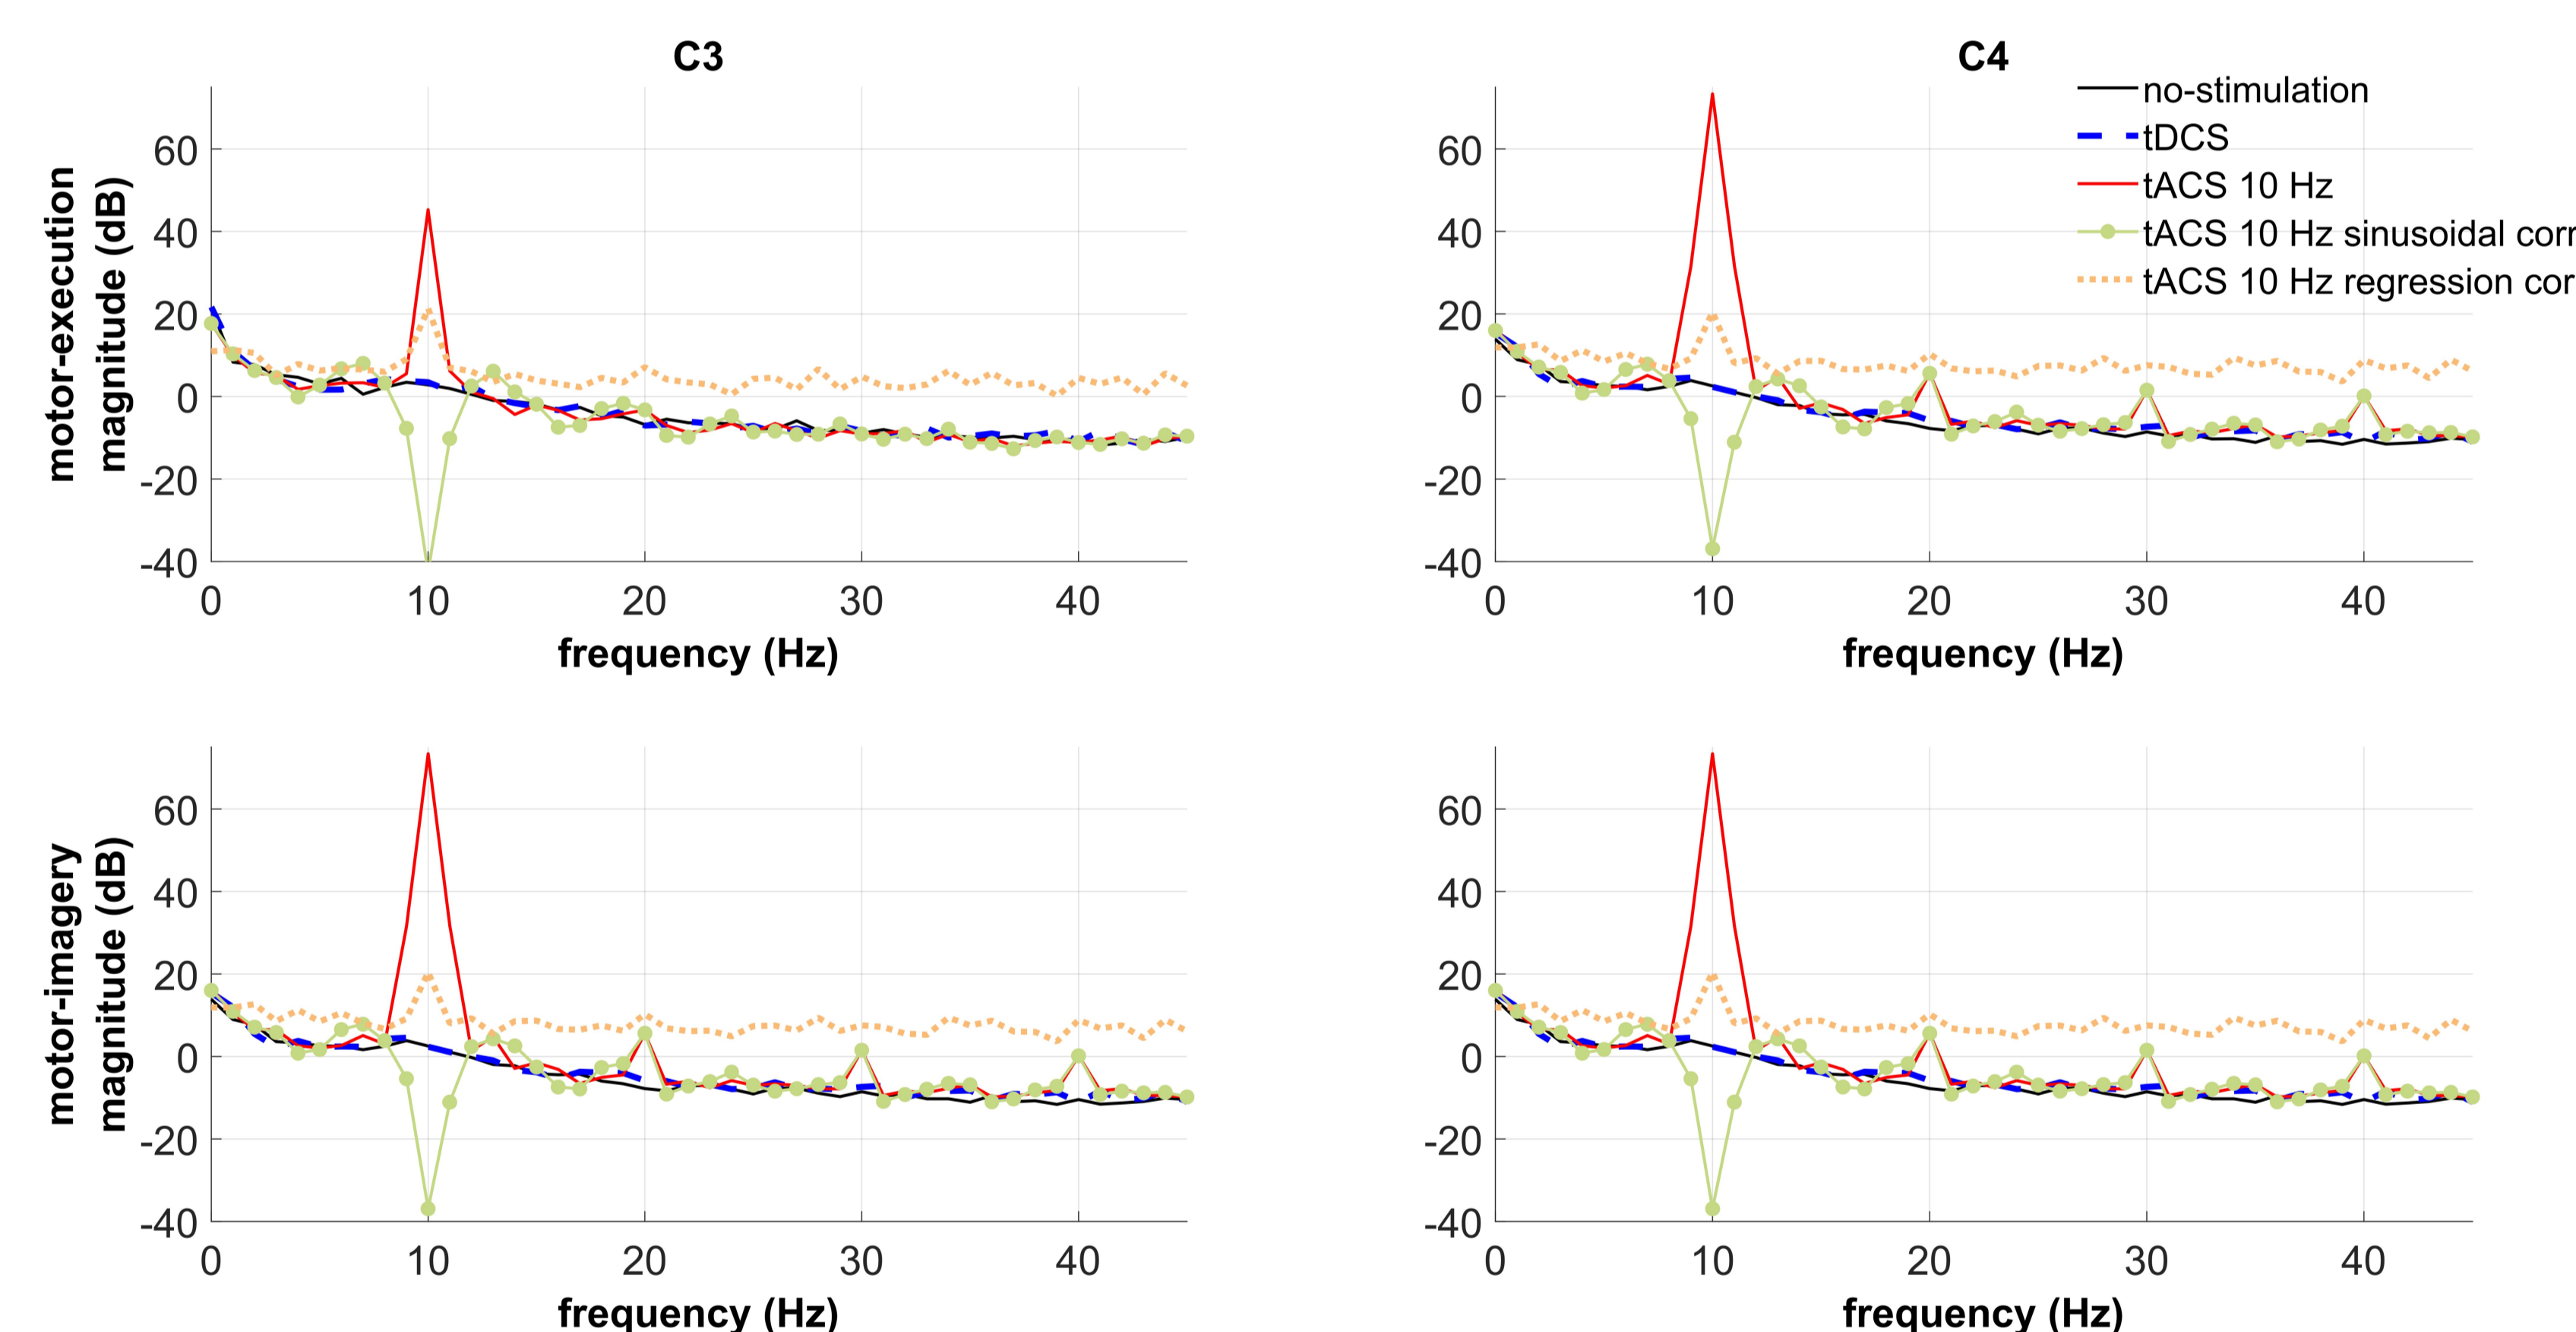 C3
C4
no-stimulation
tDCS
tACS 10 Hz
tACS 10 Hz sinusoidal corr
tACS 10 Hz regression cor
motor-execution
magnitude (dB)
60
40
20
0
-20
-40
0
10
20
30
40
frequency (Hz)
60
40
20
0
-20
-40
0
10
20
30
40
frequency (Hz)
motor-imagery
magnitude (dB)
60
40
20
0
-20
-40
0
10
20
30
40
frequency (Hz)
60
40
20
0
-20
-40
0
10
20
30
40
frequency (Hz)